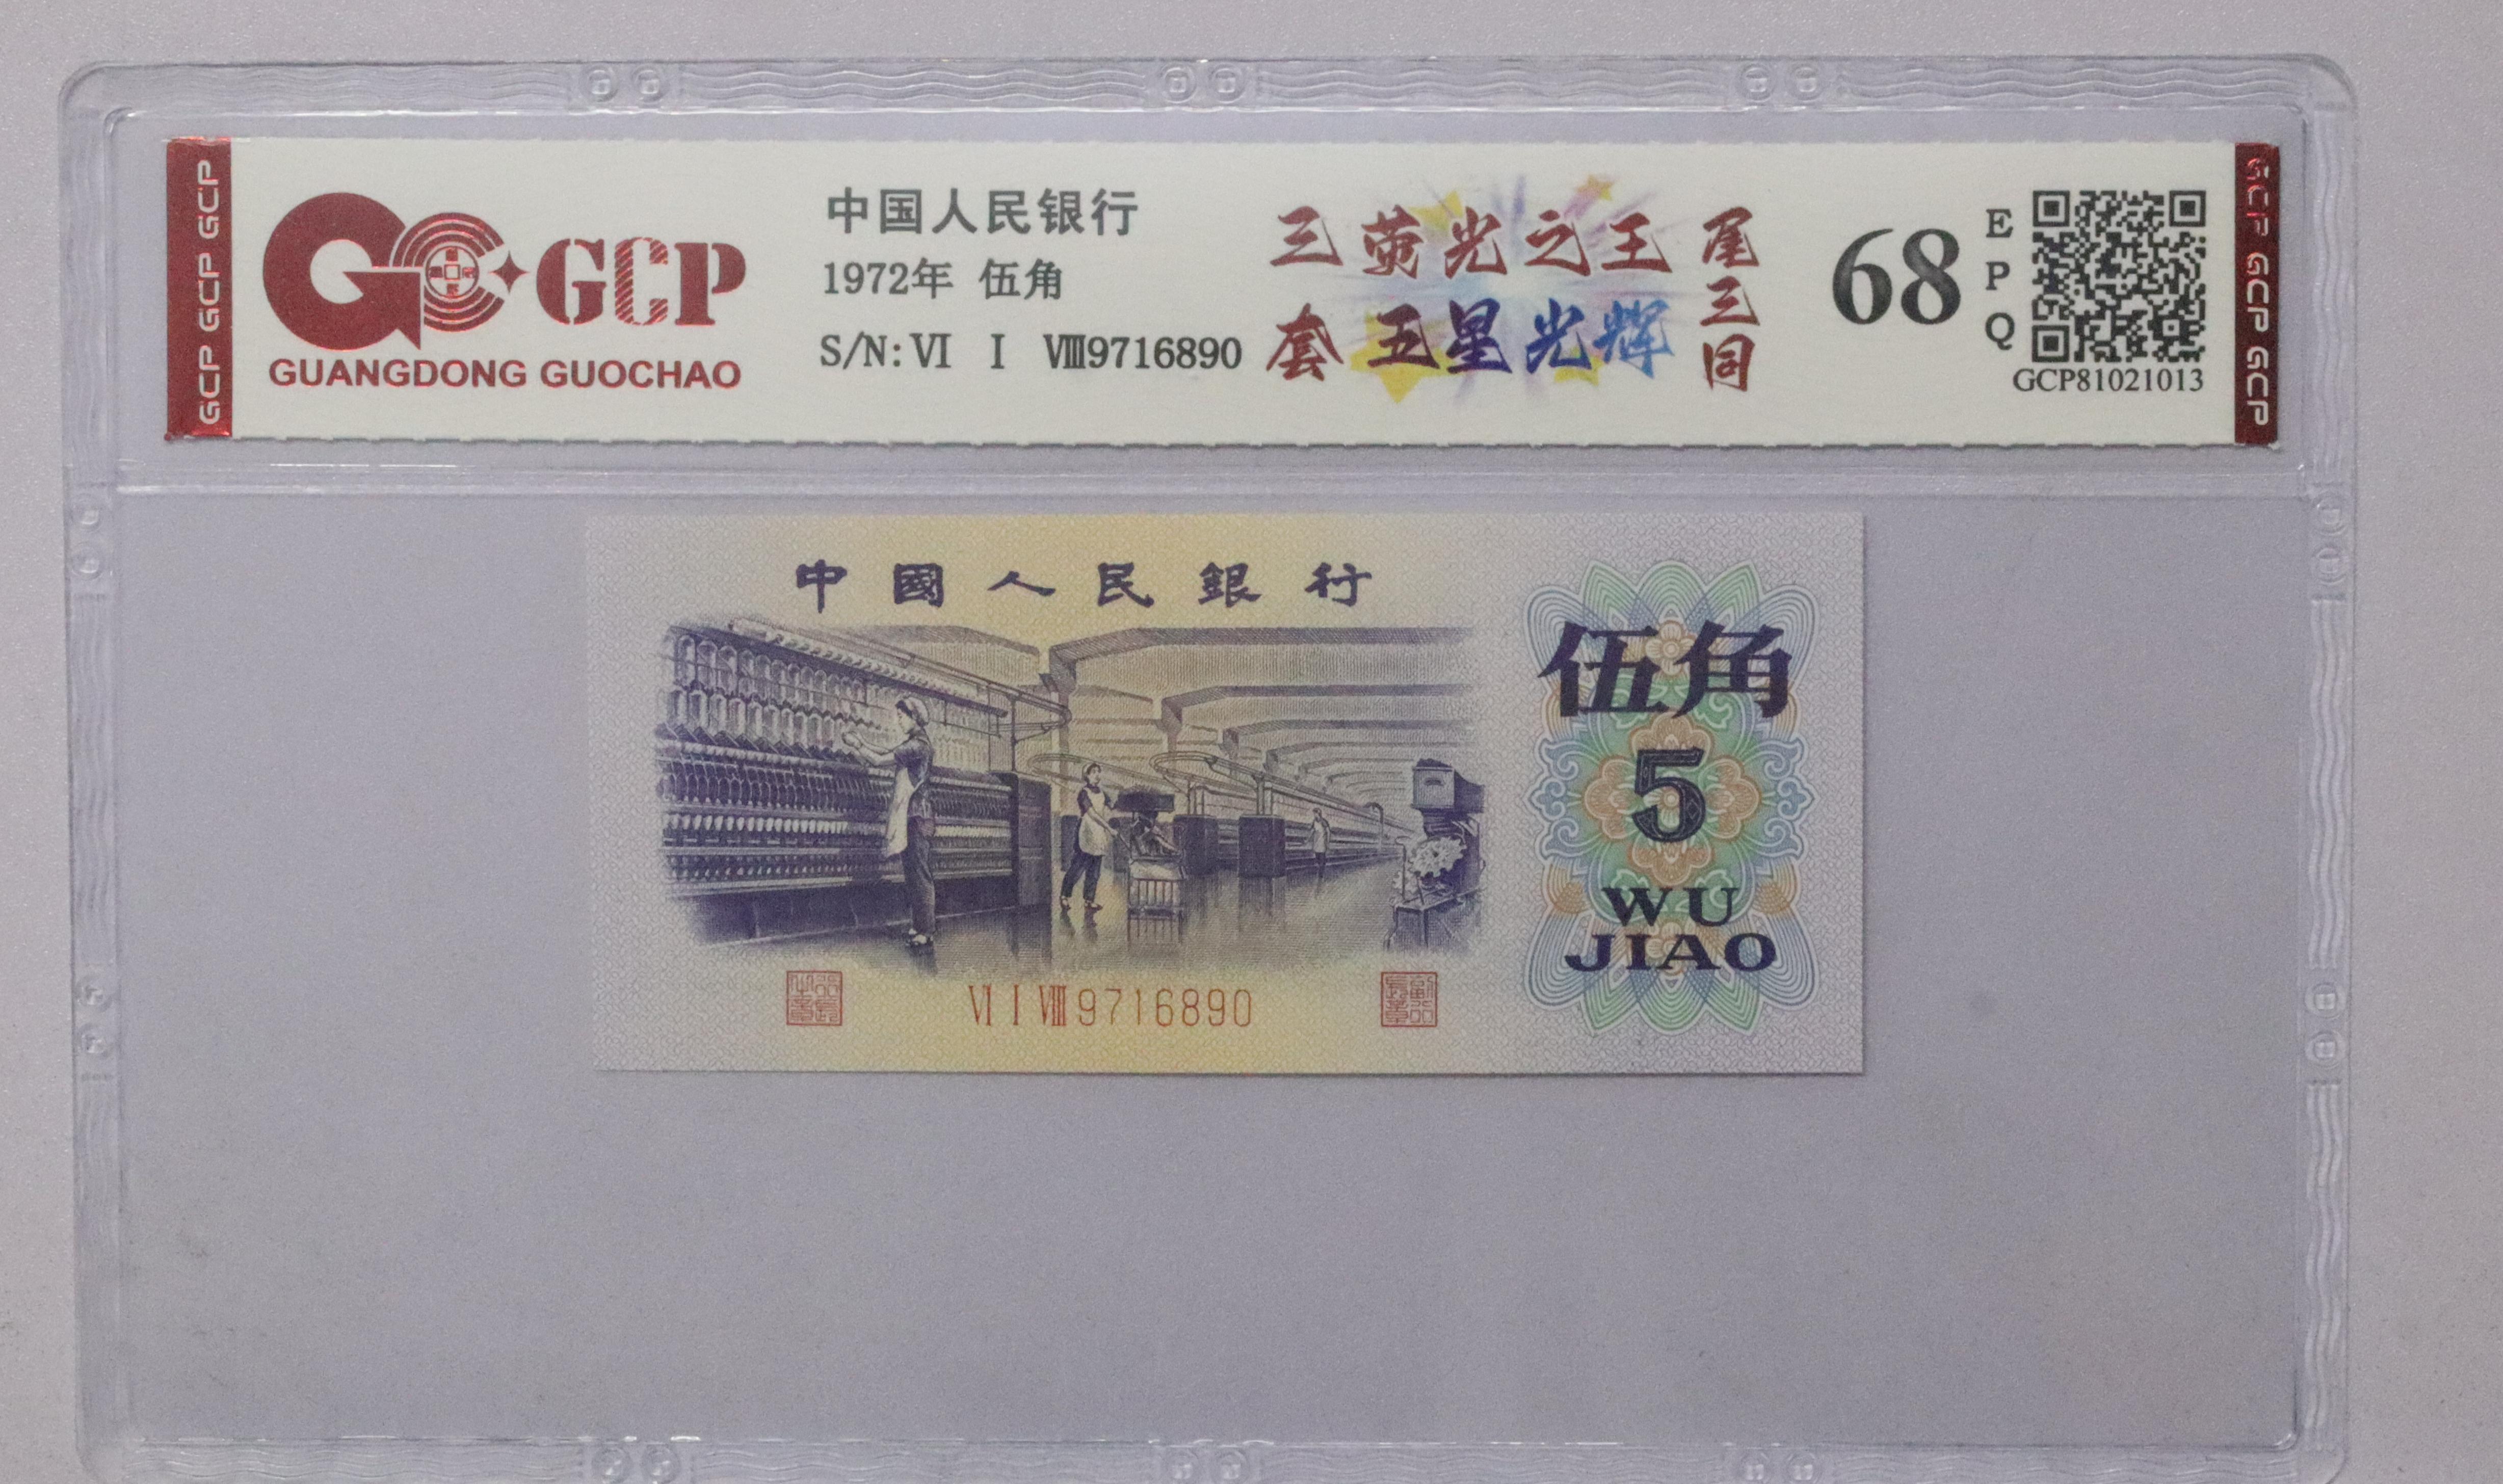 GCP GCP GCP
GCP
GUANGDONG GUOCHAO
中国人民银行
1972年 伍角
S/N: Ⅵ Ⅰ Ⅷ9716890
三套
荧光之王
五星光辉
尾三同
68
EPQ
GCP81021013
GCP GCP GCP
中國人民銀行
伍角
5
WU
JIAO
Ⅵ Ⅰ Ⅷ 9716890